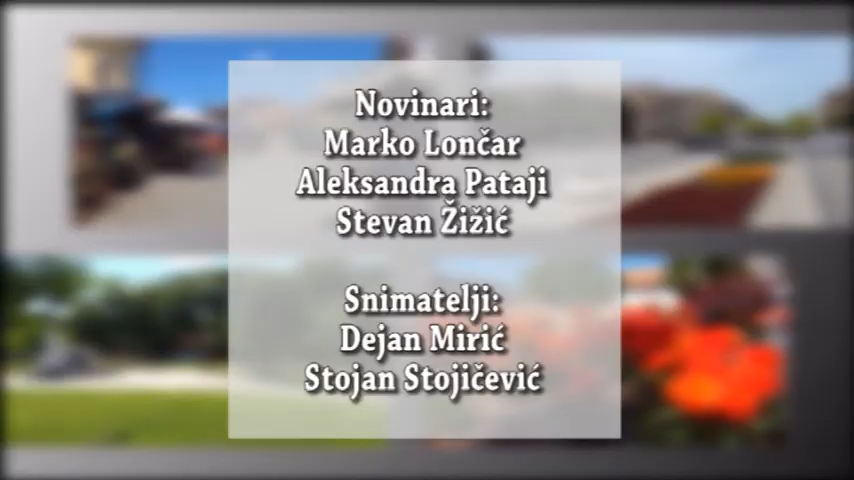 Novinari:
Marko Lončar
Aleksandra Pataji
Stevan Žižić
Snimatelji:
Dejan Mirić
Stojan Stojičević